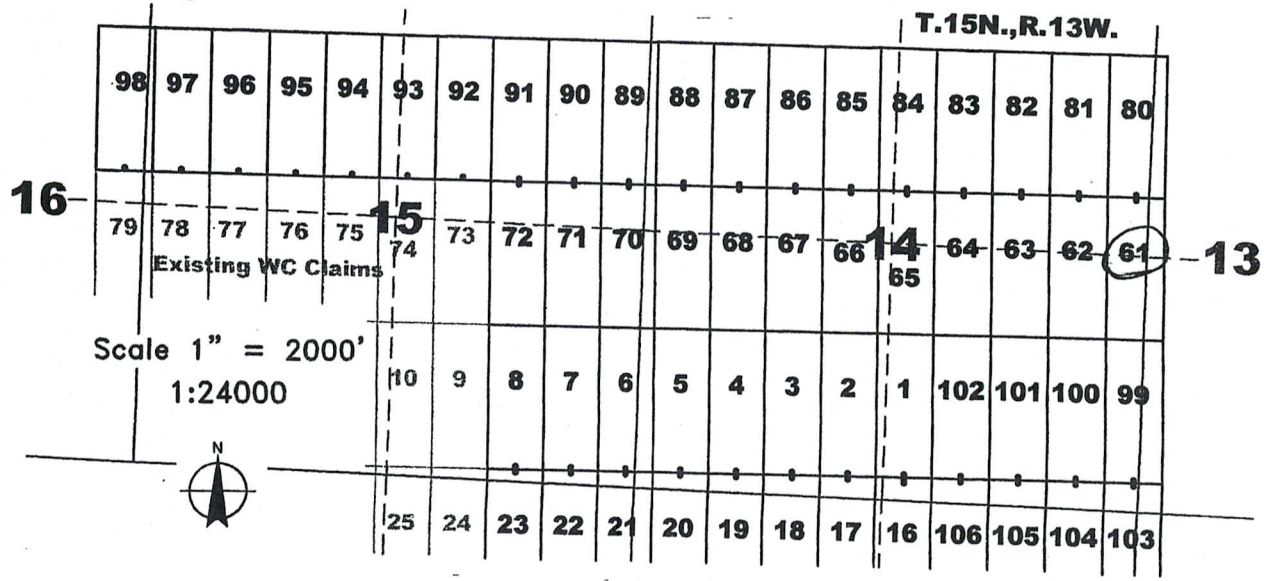 T.15N.,R.13W.
98 97 96 95 94 93 92 91 90 89 88 87 86 85 84 83 82 81 80
16 15 14 13
79 78 77 76 75 74 73 72 71 70 69 68 67 66 65 64 63 62 61
Existing WC Claims
Scale 1” = 2000’
1:24000
10 9 8 7 6 5 4 3 2 1 102 101 100 99
N
25 24 23 22 21 20 19 18 17 16 106 105 104 103